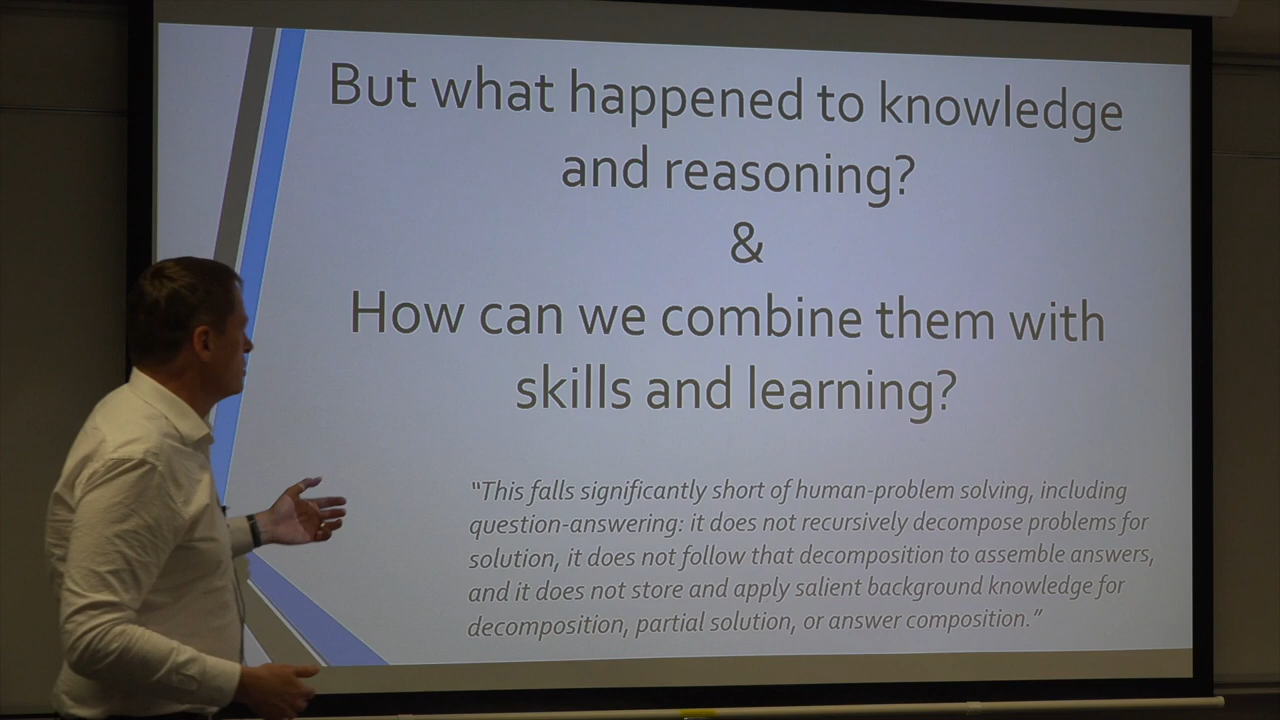 But what happened to knowledge
and reasoning?
&
How can we combine them with
skills and learning?
“This falls significantly short of human-problem solving, including
question-answering: it does not recursively decompose problems for
solution, it does not follow that decomposition to assemble answers,
and it does not store and apply salient background knowledge for
decomposition, partial solution, or answer composition.”